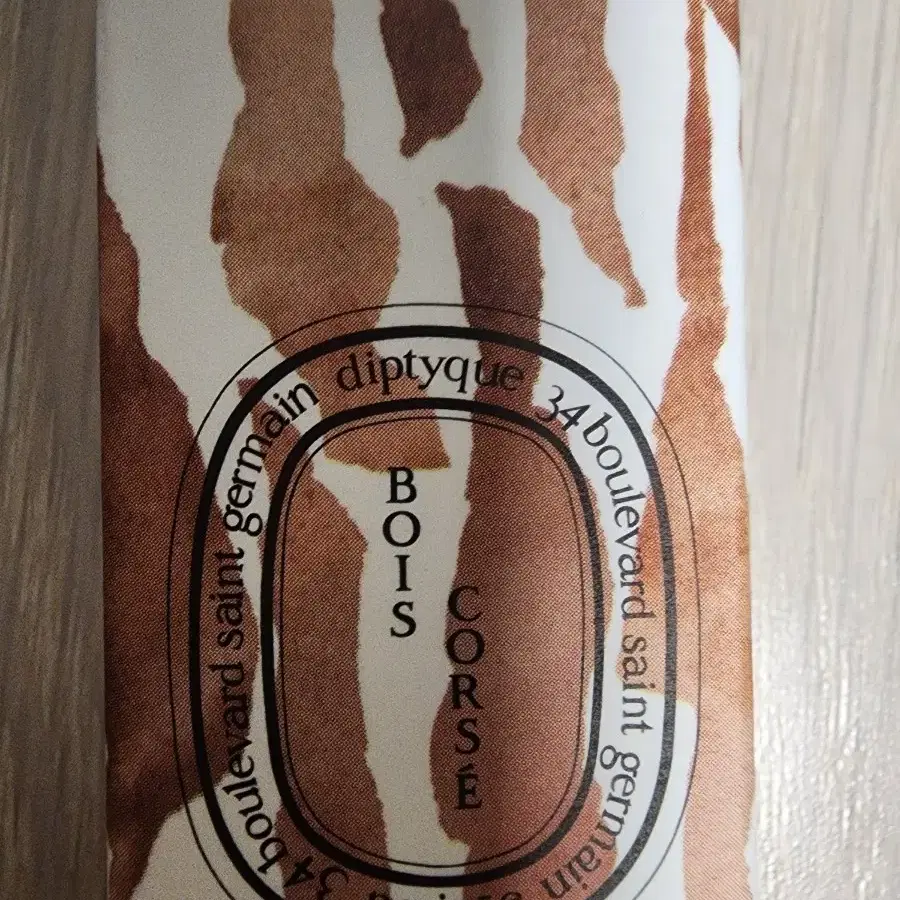 diptyque 34 boulevard saint germain
34 boulevard saint germain
BOIS
CORSÉ